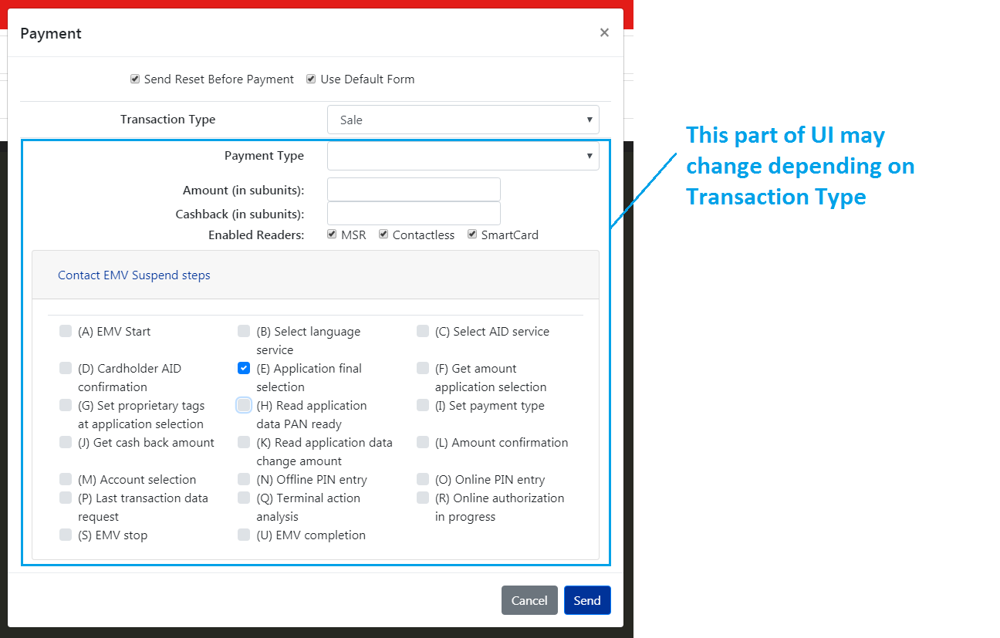 Payment ×
Send Reset Before Payment Use Default Form
Transaction Type Sale
Payment Type
Amount (in subunits):
Cashback (in subunits):
Enabled Readers: MSR Contactless SmartCard
Contact EMV Suspend steps
(A) EMV Start
(B) Select language
service
(C) Select AID service
(D) Cardholder AID
confirmation
(E) Application final
selection
(F) Get amount
application selection
(G) Set proprietary tags
at application selection
(H) Read application
data PAN ready
(I) Set payment type
(J) Get cash back amount
(K) Read application data
change amount
(L) Amount confirmation
(M) Account selection
(N) Offline PIN entry
(O) Online PIN entry
(P) Last transaction data
request
(Q) Terminal action
analysis
(R) Online authorization
in progress
(S) EMV stop
(U) EMV completion
Cancel Send
This part of UI may
change depending on
Transaction Type